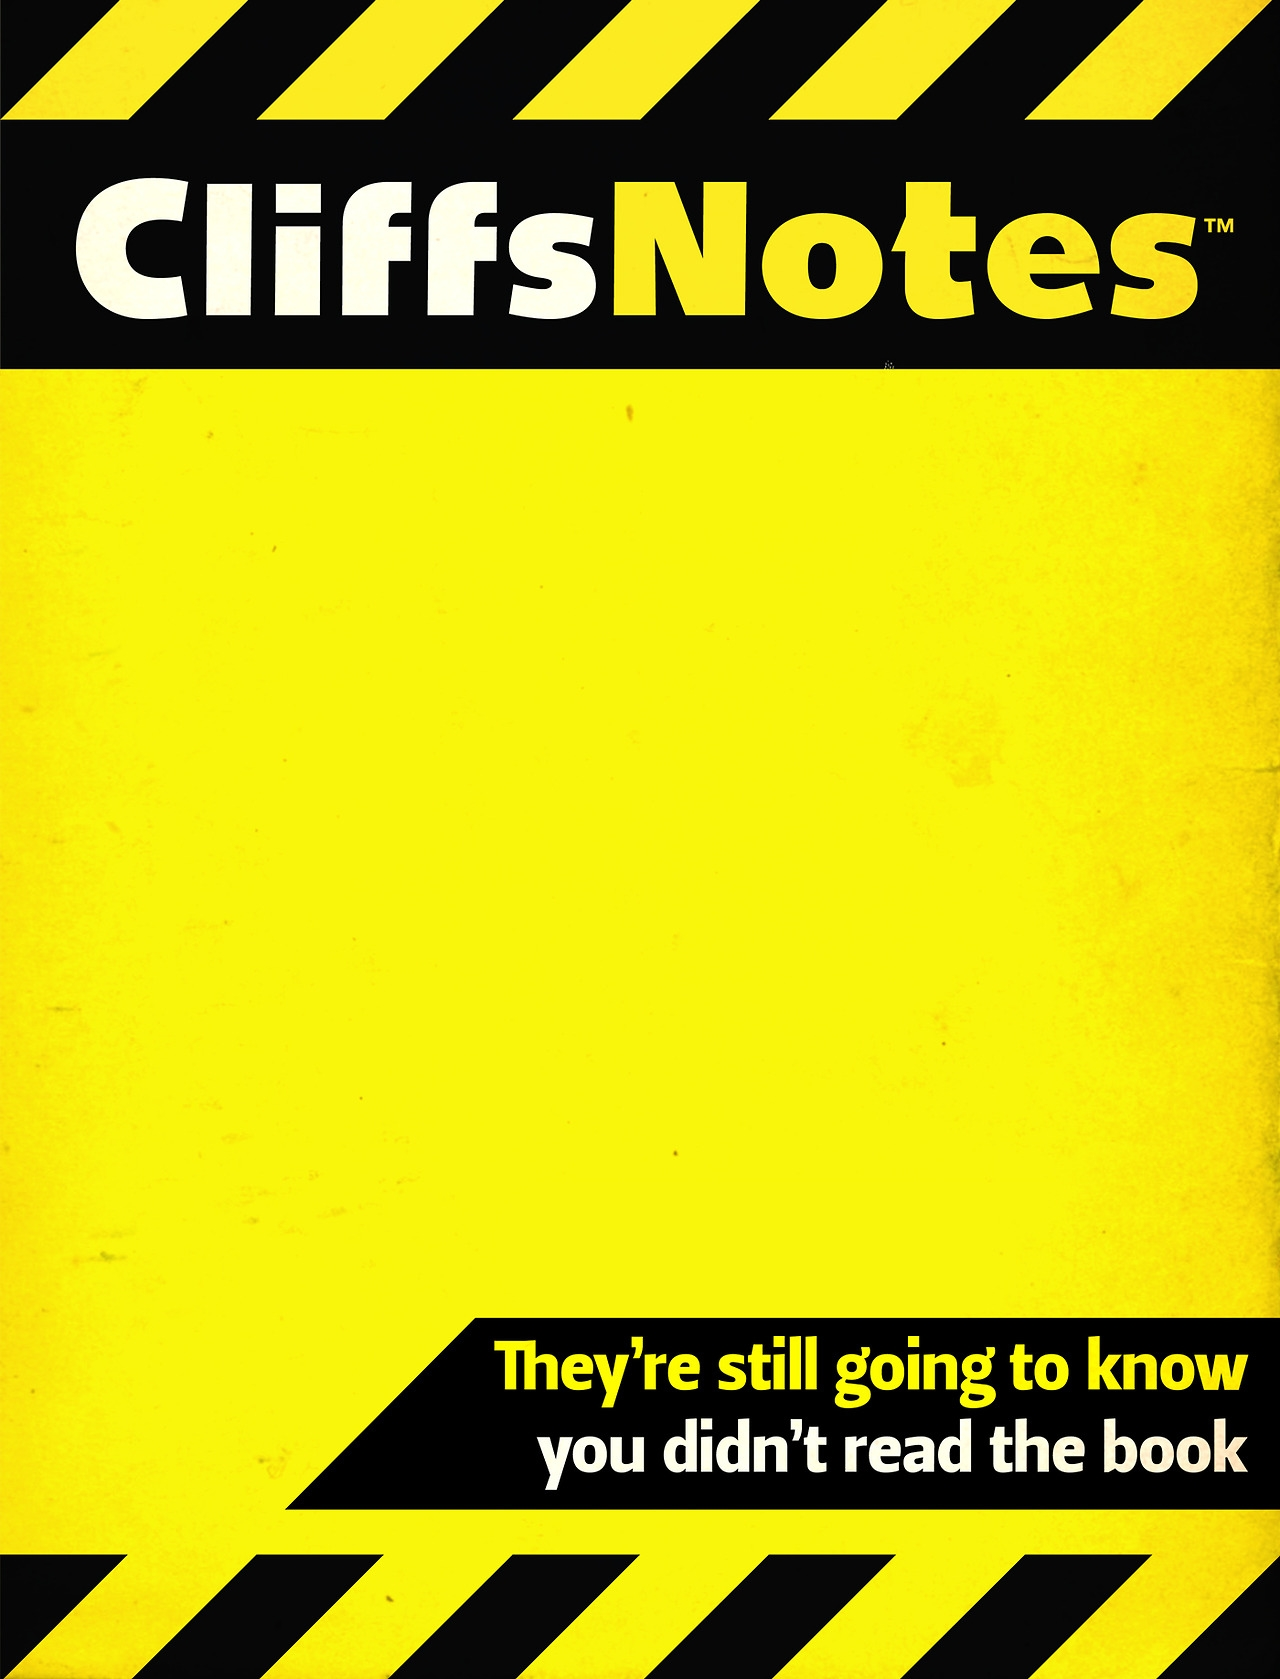 CliffsNotes™
They’re still going to know
you didn’t read the book